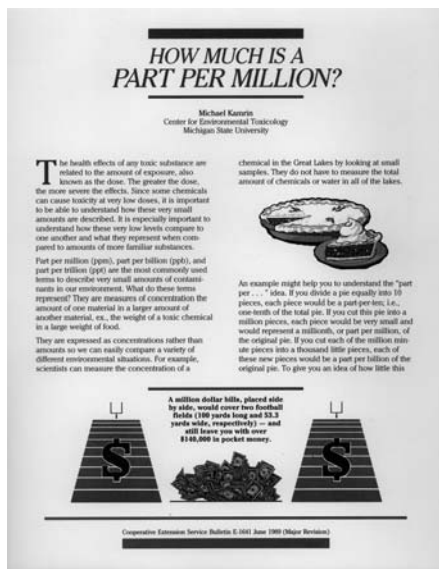 HOW MUCH IS A
PART PER MILLION?
Michael Kamrin
Center for Environmental Toxicology
Michigan State University
The health effects of any toxic substance are
related to the amount of exposure, also
known as the dose. The greater the dose,
the more severe the effects. Since some chemicals
can cause toxicity at very low doses, it is important
to be able to understand how these very small
amounts are described. It is especially important to
understand how these very low levels compare to
one another and what they represent when com-
pared to amounts of more familiar substances.
Part per million (ppm), part per billion (ppb), and
part per trillion (ppt) are the most commonly used
terms to describe very small amounts of contami-
nants in our environment. What do these terms
represent? They are measures of concentration the
amount of one material in a larger amount of
another material, ex., the weight of a toxic chemical
in a large weight of food.
They are expressed as concentrations rather than
amounts so we can easily compare a variety of
different environmental situations. For example,
scientists can measure the concentration of a
chemical in the Great Lakes by looking at small
samples. They do not have to measure the total
amount of chemicals or water in all of the lakes.
An example might help you to understand the "part
per . . . " idea. If you divide a pie equally into 10
pieces, each piece would be a part-per-ten; i.e.,
one-tenth of the total pie. If you cut this pie into a
million pieces, each piece would be very small and
would represent a millionth, or part per million, of
the original pie. If you cut each of the million min-
ute pieces into a thousand little pieces, each of
these new pieces would be a part per billion of the
original pie. To give you an idea of how little this
A million dollar bills, placed side
by side, would cover two football
fields (100 yards long and 53.3
yards wide, respectively) — and
still leave you with over
$140,000 in pocket money.
$
$
Cooperative Extension Service Bulletin E-1641 June 1989 (Major Revision)